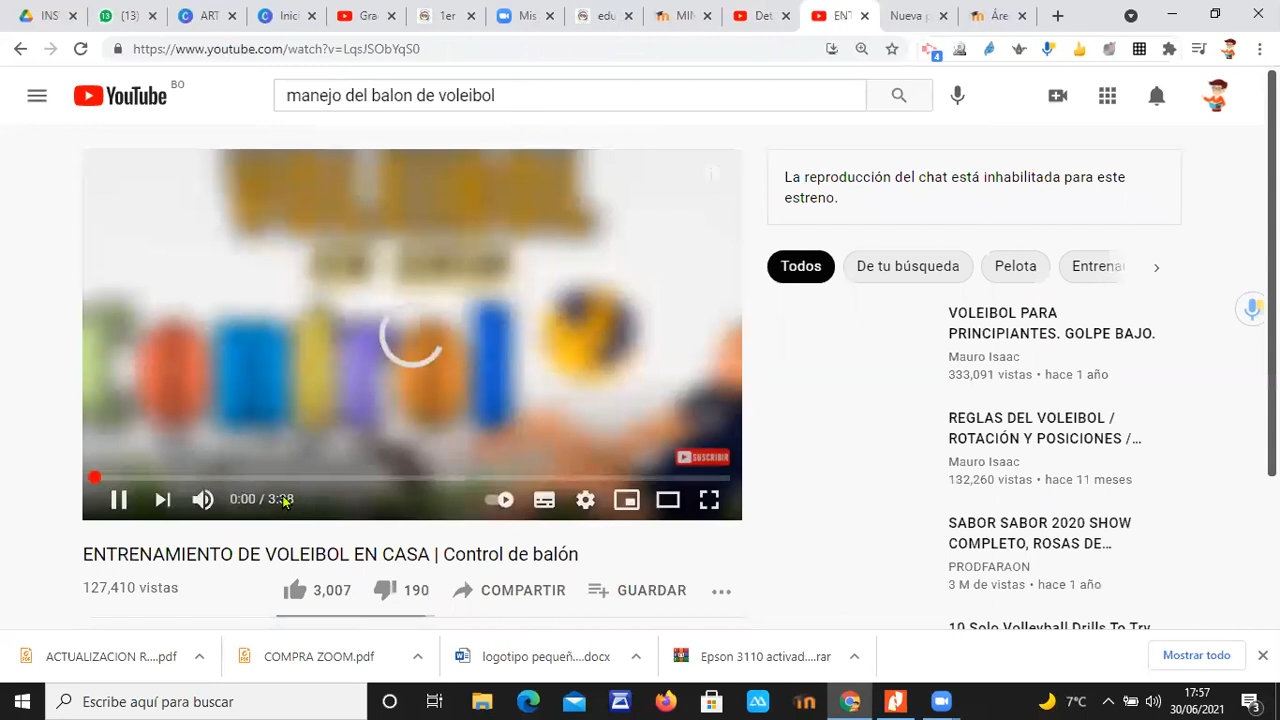 INS
(13)
ART
Inici
Gra
1er
Mis
edu
MII
Det
ENT
Nueva p
Áre
https://www.youtube.com/watch?v=LqsJSObYqS0
4
YouTube
BO
manejo del balon de voleibol
La reproducción del chat está inhabilitada para este
estreno.
Todos
De tu búsqueda
Pelota
Entrena
VOLEIBOL PARA
PRINCIPIANTES. GOLPE BAJO.
Mauro Isaac
333,091 vistas • hace 1 año
REGLAS DEL VOLEIBOL /
ROTACIÓN Y POSICIONES /...
Mauro Isaac
132,260 vistas • hace 11 meses
SABOR SABOR 2020 SHOW
COMPLETO, ROSAS DE...
PRODFARAON
3 M de vistas • hace 1 año
10 Solo Volleyball Drills To Try
SUSCRIBIR
0:00 / 3:38
ENTRENAMIENTO DE VOLEIBOL EN CASA | Control de balón
127,410 vistas
3,007
190
COMPARTIR
GUARDAR
ACTUALIZACION R....pdf
COMPRA ZOOM.pdf
logotipo pequeñ....docx
Epson 3110 activad....rar
Mostrar todo
Escribe aquí para buscar
7°C
17:57
30/06/2021
3